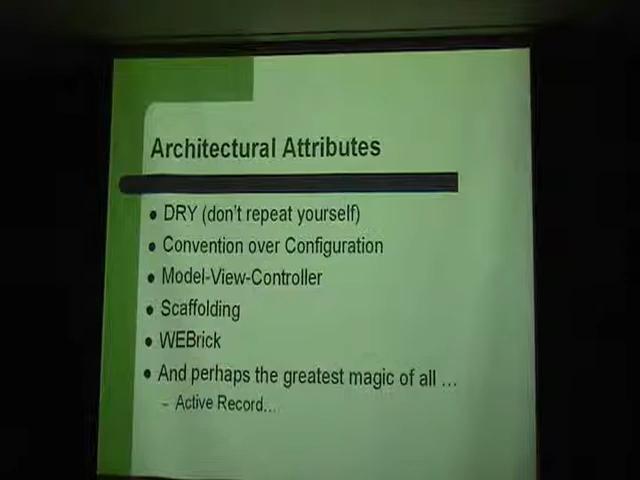 Architectural Attributes
• DRY (don't repeat yourself)
• Convention over Configuration
• Model-View-Controller
• Scaffolding
• WEBrick
• And perhaps the greatest magic of all ...
– Active Record...